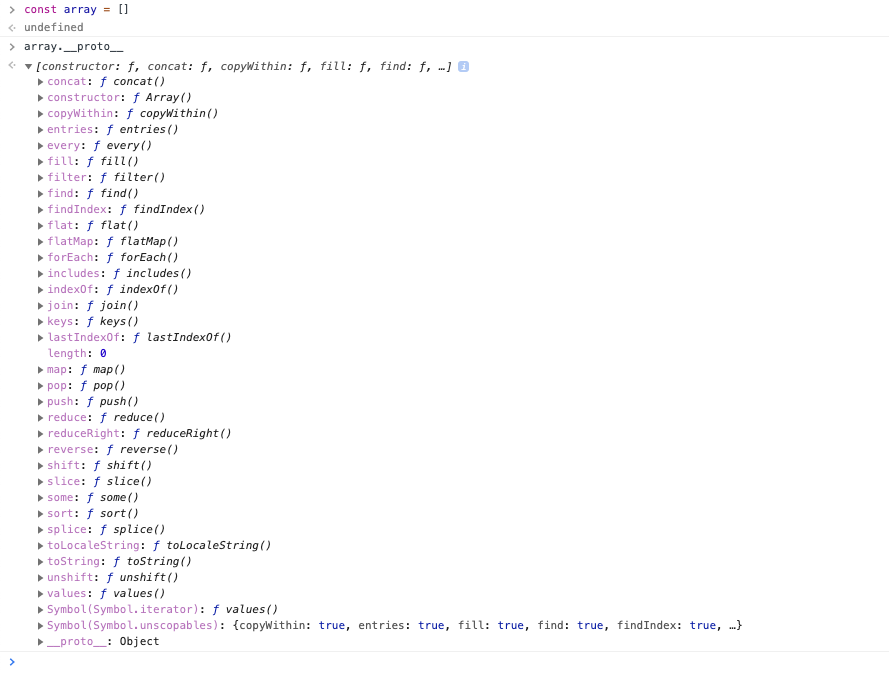 const array = []
undefined
array.__proto__
[constructor: ƒ, concat: ƒ, copyWithin: ƒ, fill: ƒ, find: ƒ, …] i
concat: ƒ concat()
constructor: ƒ Array()
copyWithin: ƒ copyWithin()
entries: ƒ entries()
every: ƒ every()
fill: ƒ fill()
filter: ƒ filter()
find: ƒ find()
findIndex: ƒ findIndex()
flat: ƒ flat()
flatMap: ƒ flatMap()
forEach: ƒ forEach()
includes: ƒ includes()
indexOf: ƒ indexOf()
join: ƒ join()
keys: ƒ keys()
lastIndexOf: ƒ lastIndexOf()
length: 0
map: ƒ map()
pop: ƒ pop()
push: ƒ push()
reduce: ƒ reduce()
reduceRight: ƒ reduceRight()
reverse: ƒ reverse()
shift: ƒ shift()
slice: ƒ slice()
some: ƒ some()
sort: ƒ sort()
splice: ƒ splice()
toLocaleString: ƒ toLocaleString()
toString: ƒ toString()
unshift: ƒ unshift()
values: ƒ values()
Symbol(Symbol.iterator): ƒ values()
Symbol(Symbol.unscopables): {copyWithin: true, entries: true, fill: true, find: true, findIndex: true, …}
__proto__: Object